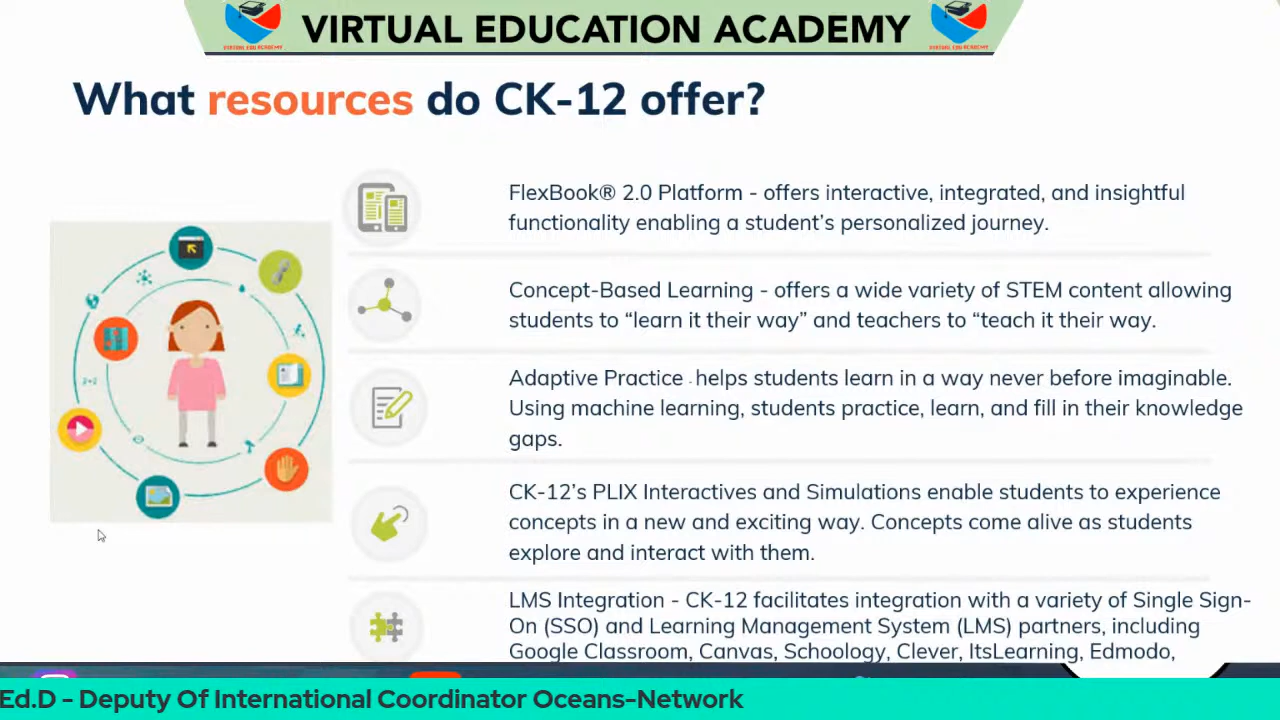 VIRTUAL EDUCATION ACADEMY
VIRTUAL EDU ACADEMY
VIRTUAL EDU ACADEMY
What resources do CK-12 offer?
FlexBook® 2.0 Platform - offers interactive, integrated, and insightful
functionality enabling a student’s personalized journey.
Concept-Based Learning - offers a wide variety of STEM content allowing
students to “learn it their way” and teachers to “teach it their way.
Adaptive Practice - helps students learn in a way never before imaginable.
Using machine learning, students practice, learn, and fill in their knowledge
gaps.
CK-12’s PLIX Interactives and Simulations enable students to experience
concepts in a new and exciting way. Concepts come alive as students
explore and interact with them.
LMS Integration - CK-12 facilitates integration with a variety of Single Sign-
On (SSO) and Learning Management System (LMS) partners, including
Google Classroom, Canvas, Schoology, Clever, ItsLearning, Edmodo,
Ed.D - Deputy Of International Coordinator Oceans-Network